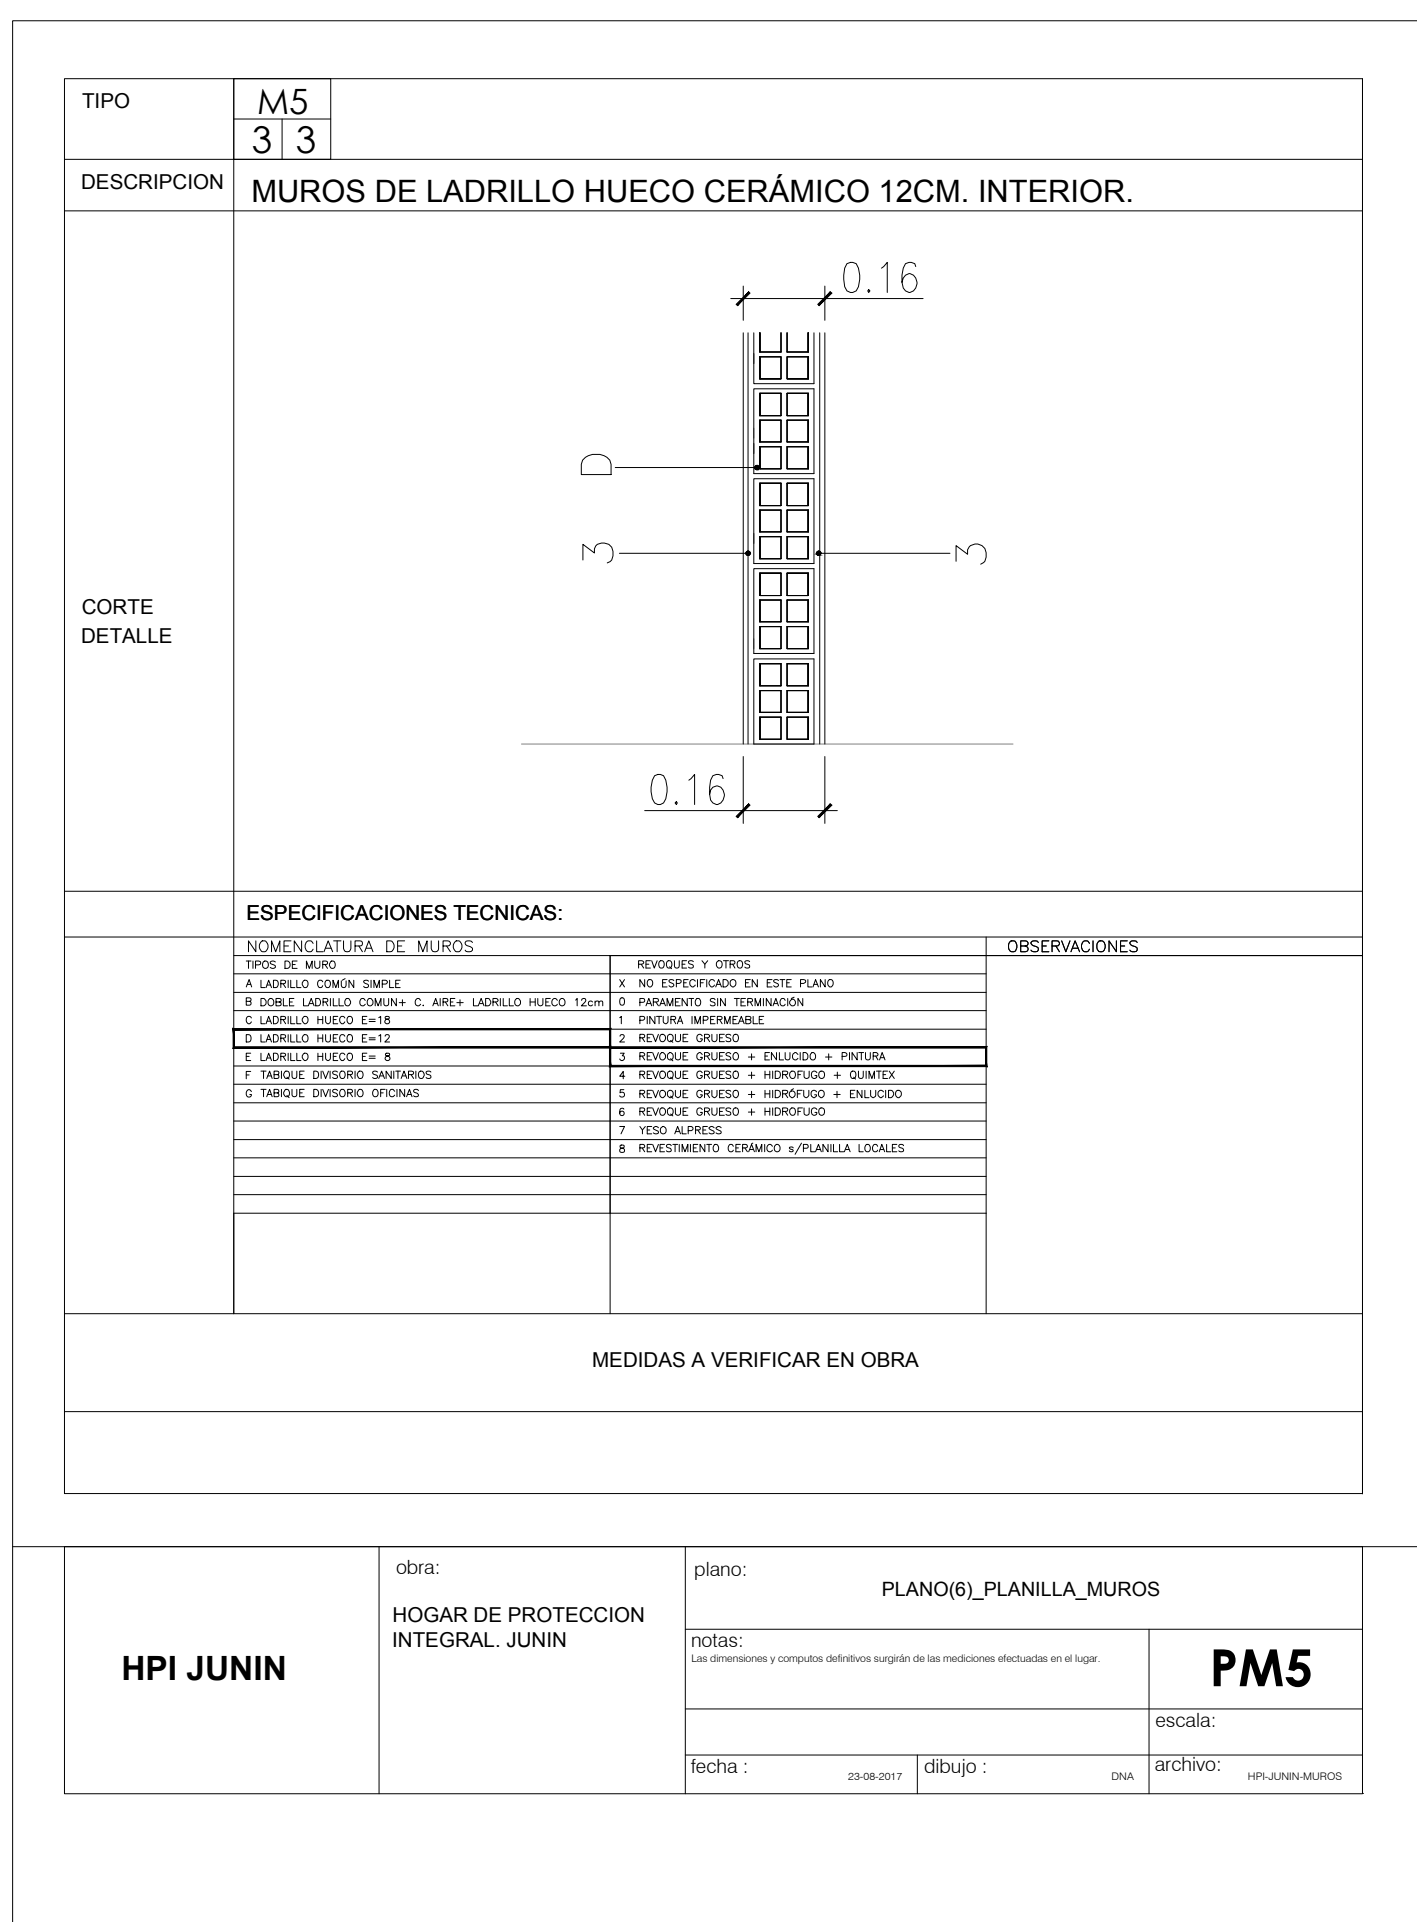 TIPO
M5
3 3
DESCRIPCION
MUROS DE LADRILLO HUECO CERÁMICO 12CM. INTERIOR.
0.16
D
3
3
CORTE
DETALLE
0.16
ESPECIFICACIONES TECNICAS:
NOMENCLATURA DE MUROS
OBSERVACIONES
TIPOS DE MURO
A LADRILLO COMÚN SIMPLE
B DOBLE LADRILLO COMUN+ C. AIRE+ LADRILLO HUECO 12cm
C LADRILLO HUECO E=18
D LADRILLO HUECO E=12
E LADRILLO HUECO E= 8
F TABIQUE DIVISORIO SANITARIOS
G TABIQUE DIVISORIO OFICINAS
REVOQUES Y OTROS
X NO ESPECIFICADO EN ESTE PLANO
0 PARAMENTO SIN TERMINACIÓN
1 PINTURA IMPERMEABLE
2 REVOQUE GRUESO
3 REVOQUE GRUESO + ENLUCIDO + PINTURA
4 REVOQUE GRUESO + HIDROFUGO + QUIMTEX
5 REVOQUE GRUESO + HIDRÓFUGO + ENLUCIDO
6 REVOQUE GRUESO + HIDROFUGO
7 YESO ALPRESS
8 REVESTIMIENTO CERÁMICO s/PLANILLA LOCALES
MEDIDAS A VERIFICAR EN OBRA
HPI JUNIN
obra:
HOGAR DE PROTECCION
INTEGRAL. JUNIN
plano:
PLANO(6)_PLANILLA_MUROS
notas:
Las dimensiones y computos definitivos surgirán de las mediciones efectuadas en el lugar.
PM5
escala:
fecha : 23-08-2017
dibujo : DNA
archivo: HPI-JUNIN-MUROS